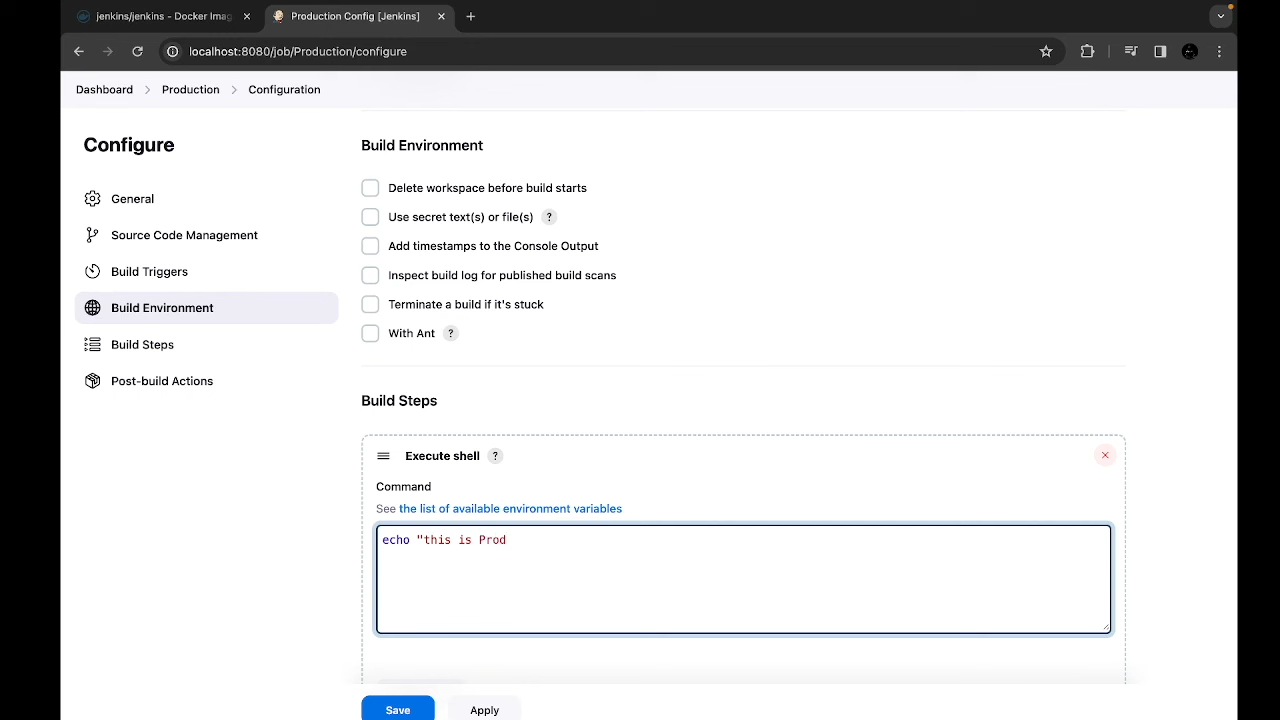 jenkins/jenkins - Docker Imag
Production Config [Jenkins]
localhost:8080/job/Production/configure
Dashboard > Production > Configuration
Configure
General
Source Code Management
Build Triggers
Build Environment
Build Steps
Post-build Actions
Build Environment
Delete workspace before build starts
Use secret text(s) or file(s) ?
Add timestamps to the Console Output
Inspect build log for published build scans
Terminate a build if it's stuck
With Ant ?
Build Steps
Execute shell ?
Command
See the list of available environment variables
echo "this is Prod
Save Apply